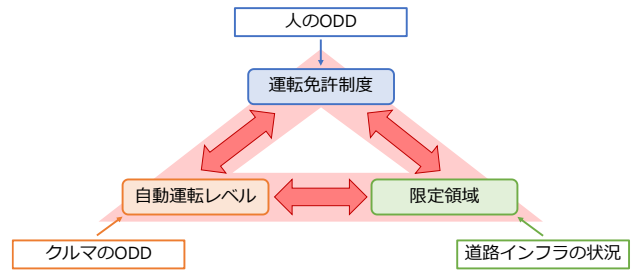 人のODD
運転免許制度
自動運転レベル
限定領域
クルマのODD
道路インフラの状況